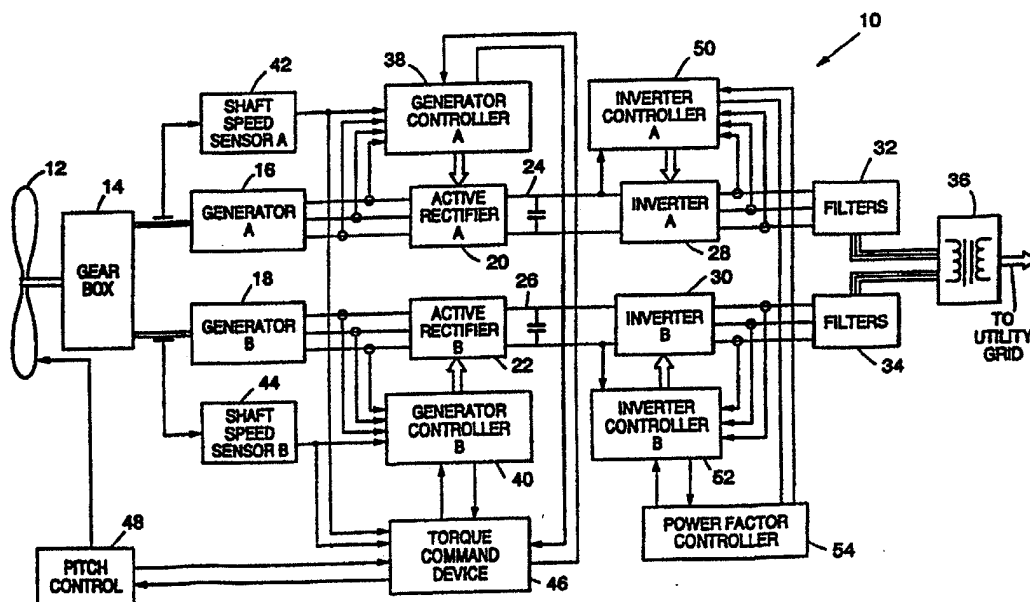 10
42
38
50
SHAFT
SPEED
SENSOR A
GENERATOR
CONTROLLER
A
INVERTER
CONTROLLER
A
12
14
16
24
32
36
GEAR
BOX
GENERATOR
A
ACTIVE
RECTIFIER
A
INVERTER
A
FILTERS
20
28
18
26
30
GENERATOR
B
ACTIVE
RECTIFIER
B
INVERTER
B
FILTERS
TO
UTILITY
GRID
22
34
44
SHAFT
SPEED
SENSOR B
GENERATOR
CONTROLLER
B
INVERTER
CONTROLLER
B
40
52
48
PITCH
CONTROL
TORQUE
COMMAND
DEVICE
46
POWER FACTOR
CONTROLLER
54